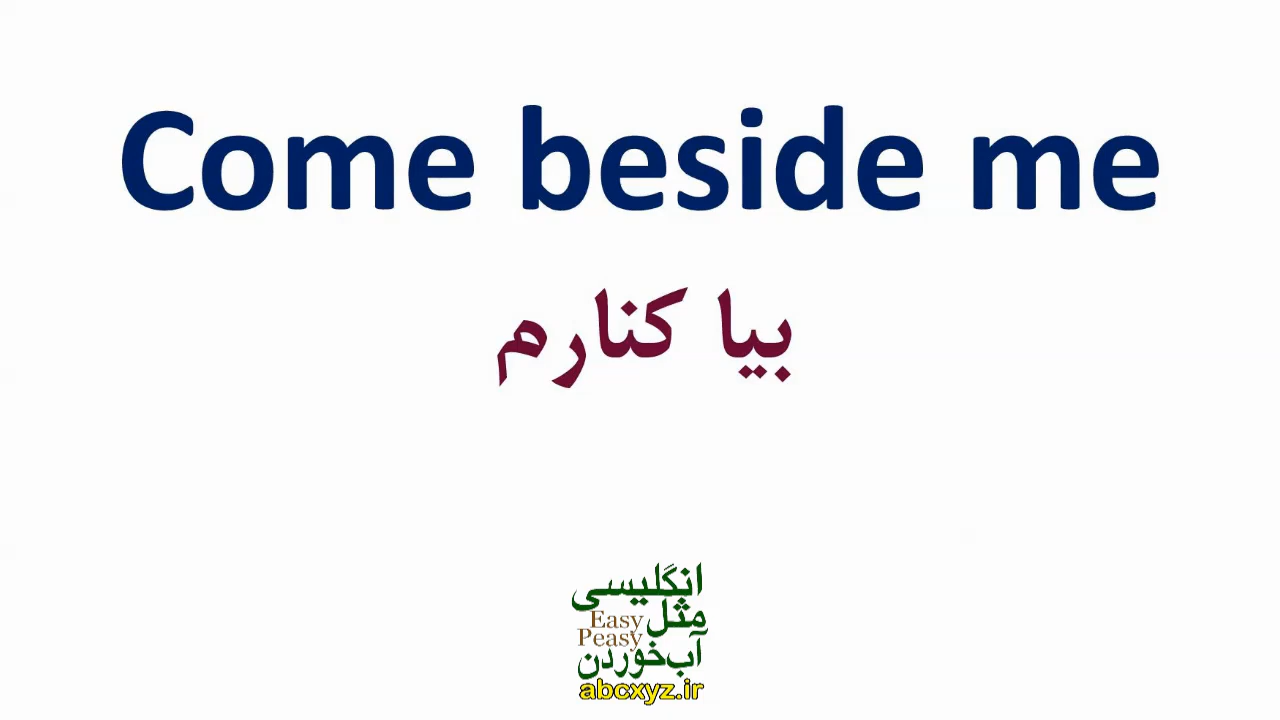 Come beside me
بیا کنارم
انگلیسی
مثل Easy
Peasy
آب‌خوردن
abcxyz.ir